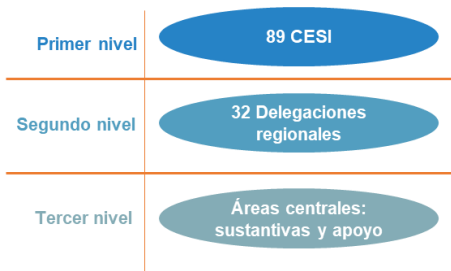 Primer nivel
89 CESI
Segundo nivel
32 Delegaciones
regionales
Tercer nivel
Áreas centrales:
sustantivas y apoyo